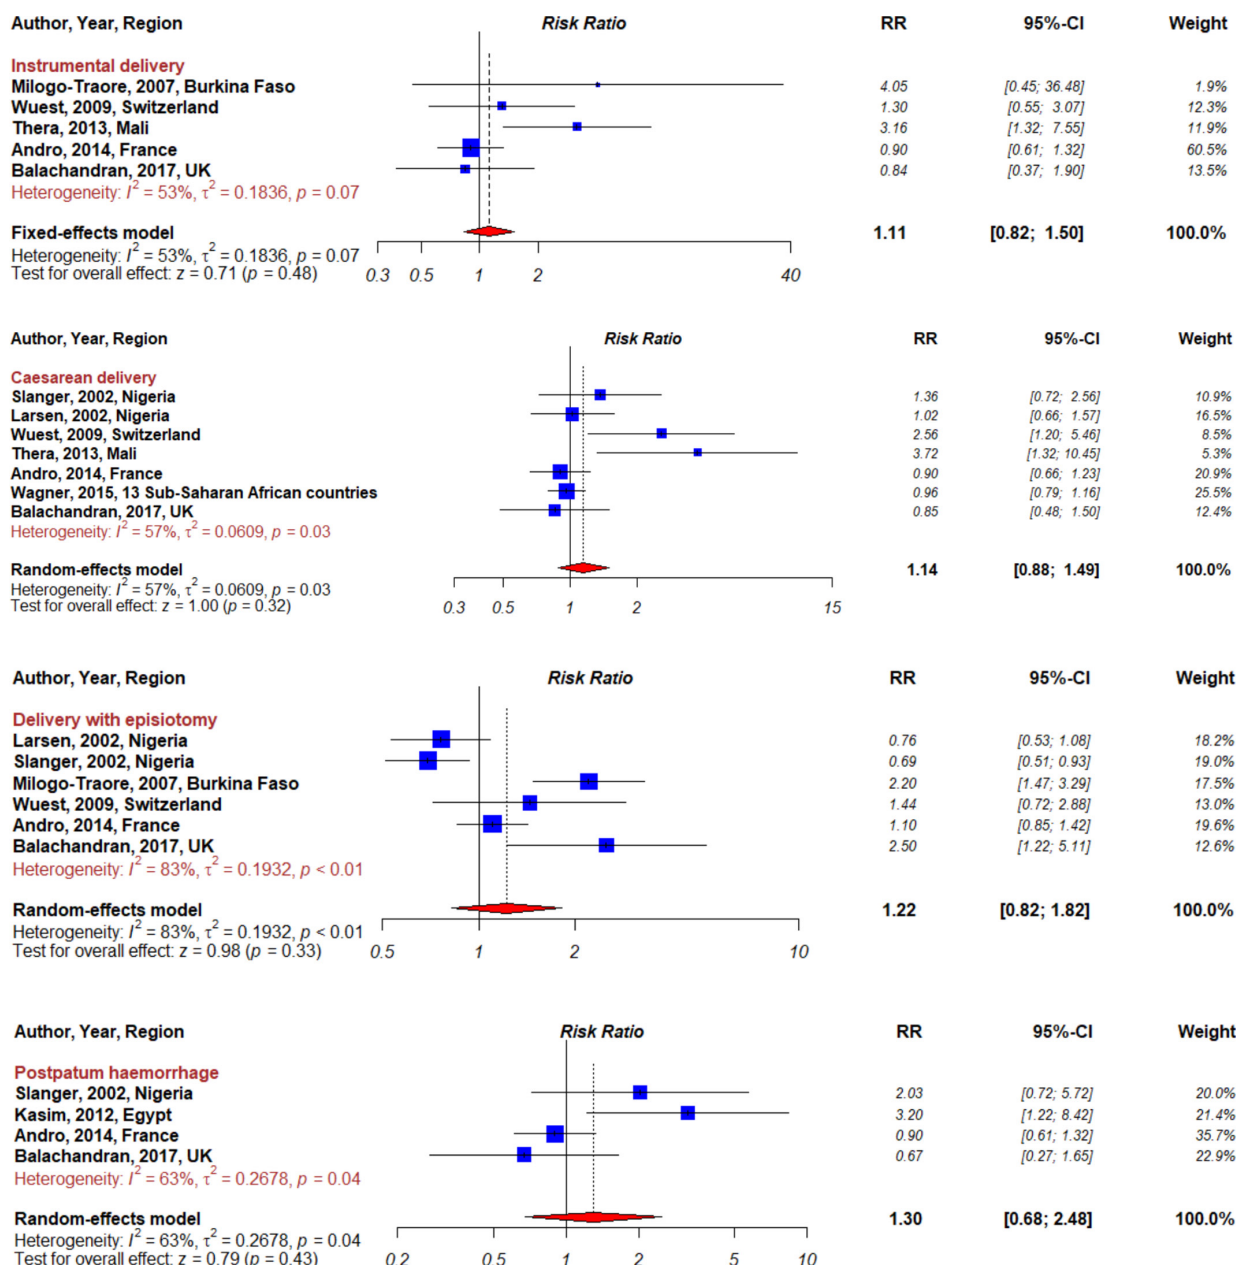 Author, Year, Region Risk Ratio RR 95%-CI Weight
Instrumental delivery
Milogo-Traore, 2007, Burkina Faso 4.05 [0.45; 36.48] 1.9%
Wuest, 2009, Switzerland 1.30 [0.55; 3.07] 12.3%
Thera, 2013, Mali 3.16 [1.32; 7.55] 11.9%
Andro, 2014, France 0.90 [0.61; 1.32] 60.5%
Balachandran, 2017, UK 0.84 [0.37; 1.90] 13.5%
Heterogeneity: I² = 53%, τ² = 0.1836, p = 0.07
Fixed-effects model 1.11 [0.82; 1.50] 100.0%
Heterogeneity: I² = 53%, τ² = 0.1836, p = 0.07
Test for overall effect: z = 0.71 (p = 0.48) 0.3 0.5 1 2 40
Author, Year, Region Risk Ratio RR 95%-CI Weight
Caesarean delivery
Slanger, 2002, Nigeria 1.36 [0.72; 2.56] 10.9%
Larsen, 2002, Nigeria 1.02 [0.66; 1.57] 16.5%
Wuest, 2009, Switzerland 2.56 [1.20; 5.46] 8.5%
Thera, 2013, Mali 3.72 [1.32; 10.45] 5.3%
Andro, 2014, France 0.90 [0.66; 1.23] 20.9%
Wagner, 2015, 13 Sub-Saharan African countries 0.96 [0.79; 1.16] 25.5%
Balachandran, 2017, UK 0.85 [0.48; 1.50] 12.4%
Heterogeneity: I² = 57%, τ² = 0.0609, p = 0.03
Random-effects model 1.14 [0.88; 1.49] 100.0%
Heterogeneity: I² = 57%, τ² = 0.0609, p = 0.03
Test for overall effect: z = 1.00 (p = 0.32) 0.3 0.5 1 2 15
Author, Year, Region Risk Ratio RR 95%-CI Weight
Delivery with episiotomy
Larsen, 2002, Nigeria 0.76 [0.53; 1.08] 18.2%
Slanger, 2002, Nigeria 0.69 [0.51; 0.93] 19.0%
Milogo-Traore, 2007, Burkina Faso 2.20 [1.47; 3.29] 17.5%
Wuest, 2009, Switzerland 1.44 [0.72; 2.88] 13.0%
Andro, 2014, France 1.10 [0.85; 1.42] 19.6%
Balachandran, 2017, UK 2.50 [1.22; 5.11] 12.6%
Heterogeneity: I² = 83%, τ² = 0.1932, p < 0.01
Random-effects model 1.22 [0.82; 1.82] 100.0%
Heterogeneity: I² = 83%, τ² = 0.1932, p < 0.01
Test for overall effect: z = 0.98 (p = 0.33) 0.5 1 2 10
Author, Year, Region Risk Ratio RR 95%-CI Weight
Postpatum haemorrhage
Slanger, 2002, Nigeria 2.03 [0.72; 5.72] 20.0%
Kasim, 2012, Egypt 3.20 [1.22; 8.42] 21.4%
Andro, 2014, France 0.90 [0.61; 1.32] 35.7%
Balachandran, 2017, UK 0.67 [0.27; 1.65] 22.9%
Heterogeneity: I² = 63%, τ² = 0.2678, p = 0.04
Random-effects model 1.30 [0.68; 2.48] 100.0%
Heterogeneity: I² = 63%, τ² = 0.2678, p = 0.04
Test for overall effect: z = 0.79 (p = 0.43) 0.2 0.5 1 2 5 10